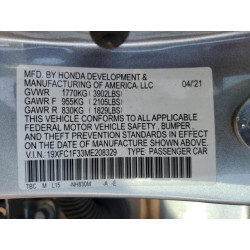 MFD. BY HONDA DEVELOPMENT &
MANUFACTURING OF AMERICA, LLC 04/21
GVWR 1770KG(3902LBS)
GAWR F 955KG(2105LBS)
GAWR R 830KG(1829LBS)
THIS VEHICLE CONFORMS TO ALL APPLICABLE
FEDERAL MOTOR VEHICLE SAFETY, BUMPER,
AND THEFT PREVENTION STANDARDS IN EFFECT
ON THE DATE OF MANUFACTURE SHOWN ABOVE.
V.I.N. 19XFC1F33ME208329 TYPE PASSENGER CAR
TBC M L15 A E